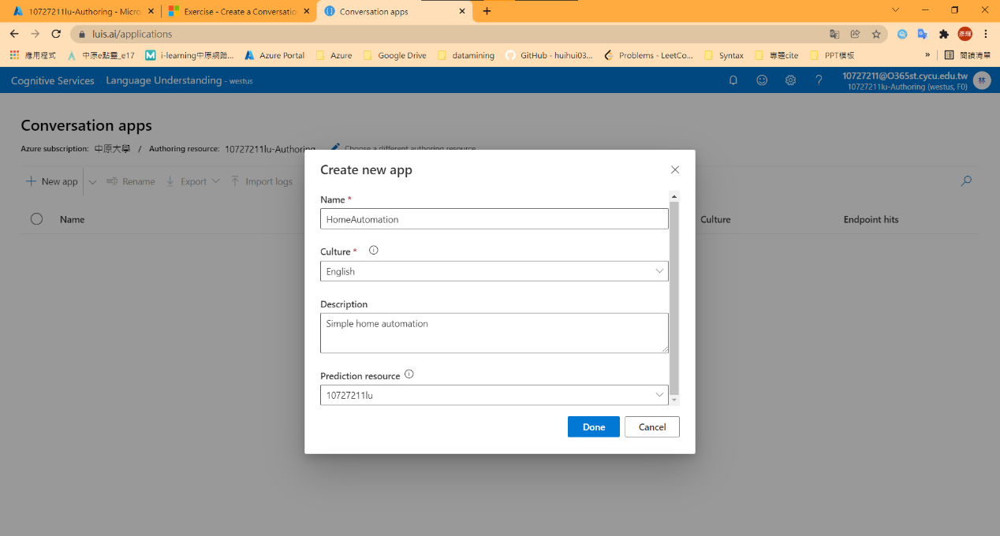 10727211lu-Authoring - Micros
Exercise - Create a Conversatio
Conversation apps
luis.ai/applications
應用程式
中原e點靈_e17
i-learning中原網路...
Azure Portal
Azure
Google Drive
datamining
GitHub - huihui03...
Problems - LeetCo...
Syntax
專題cite
PPT模板
»
閱讀清單
Cognitive Services
Language Understanding - westus
10727211@O365st.cycu.edu.tw
10727211lu-Authoring (westus, F0)
林
Conversation apps
Azure subscription: 中原大學 / Authoring resource: 10727211lu-Authoring Choose a different authoring resource
New app
Rename
Export
Import logs
Name
Culture
Endpoint hits
Create new app
Name *
HomeAutomation
Culture *
English
Description
Simple home automation
Prediction resource
10727211lu
Done
Cancel